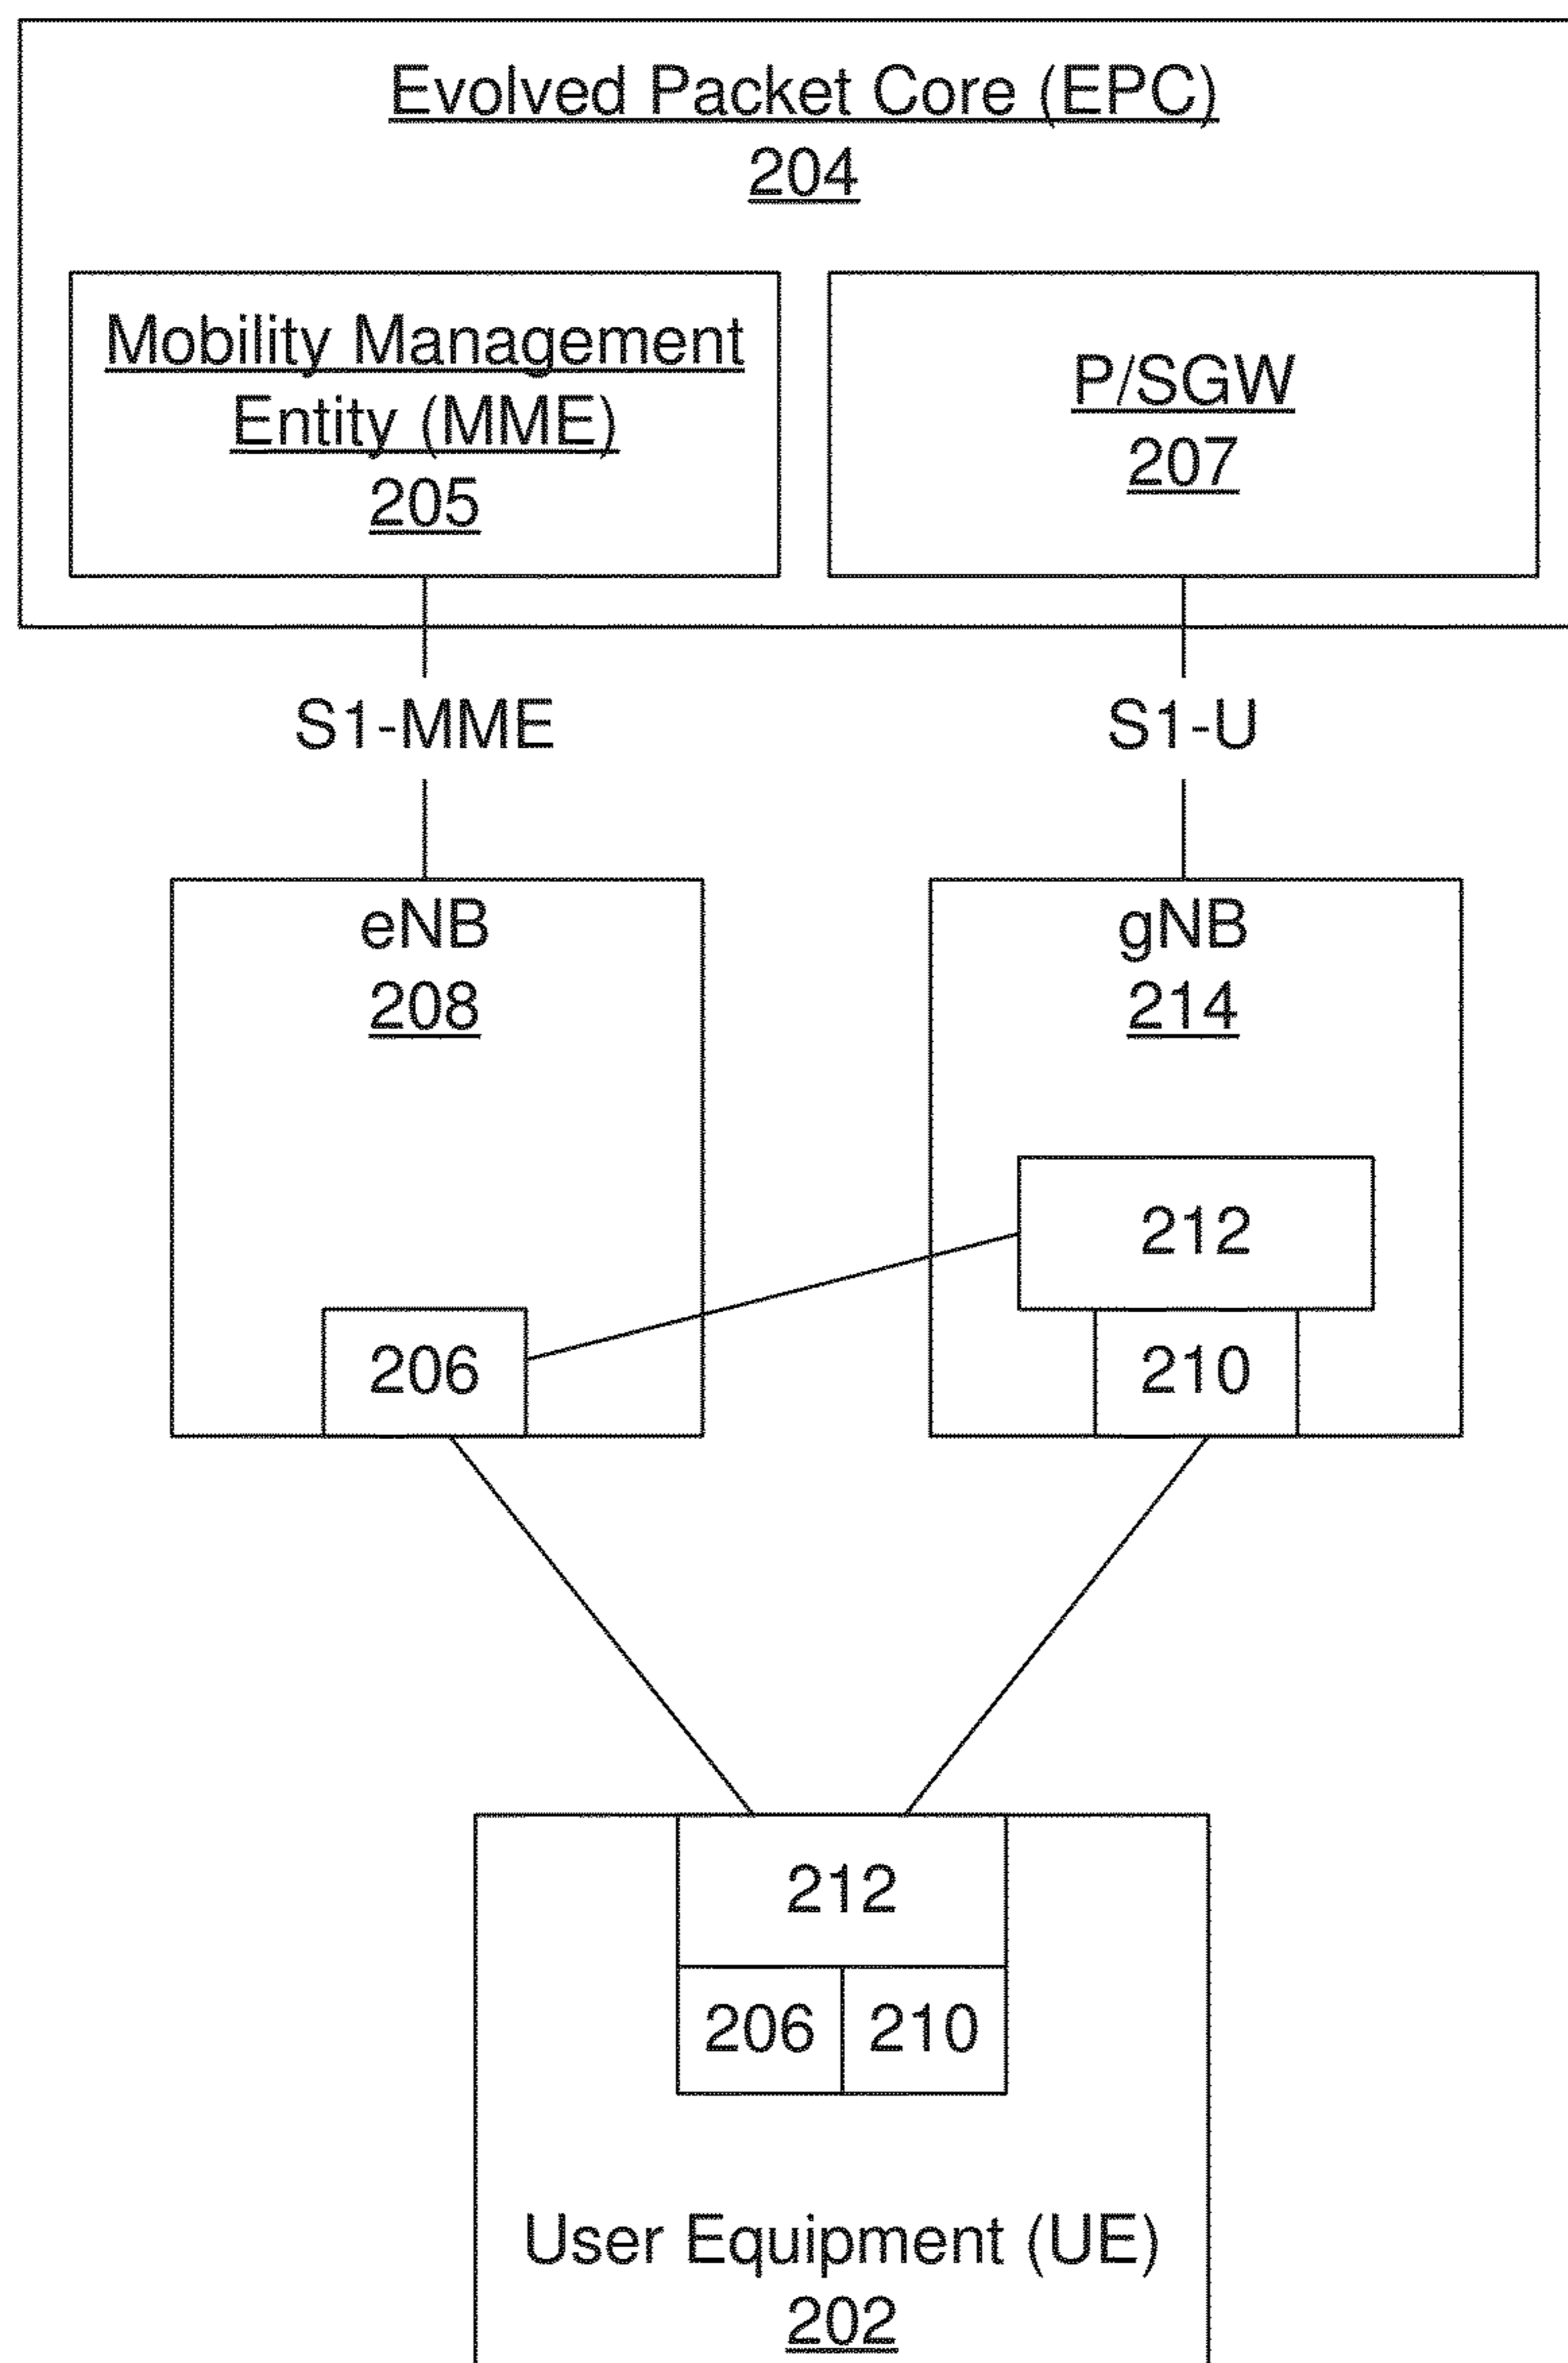 Evolved Packet Core (EPC)
204
Mobility Management
Entity (MME)
205
P/SGW
207
S1-MME
S1-U
eNB
208
gNB
214
212
206
210
212
206
210
User Equipment (UE)
202